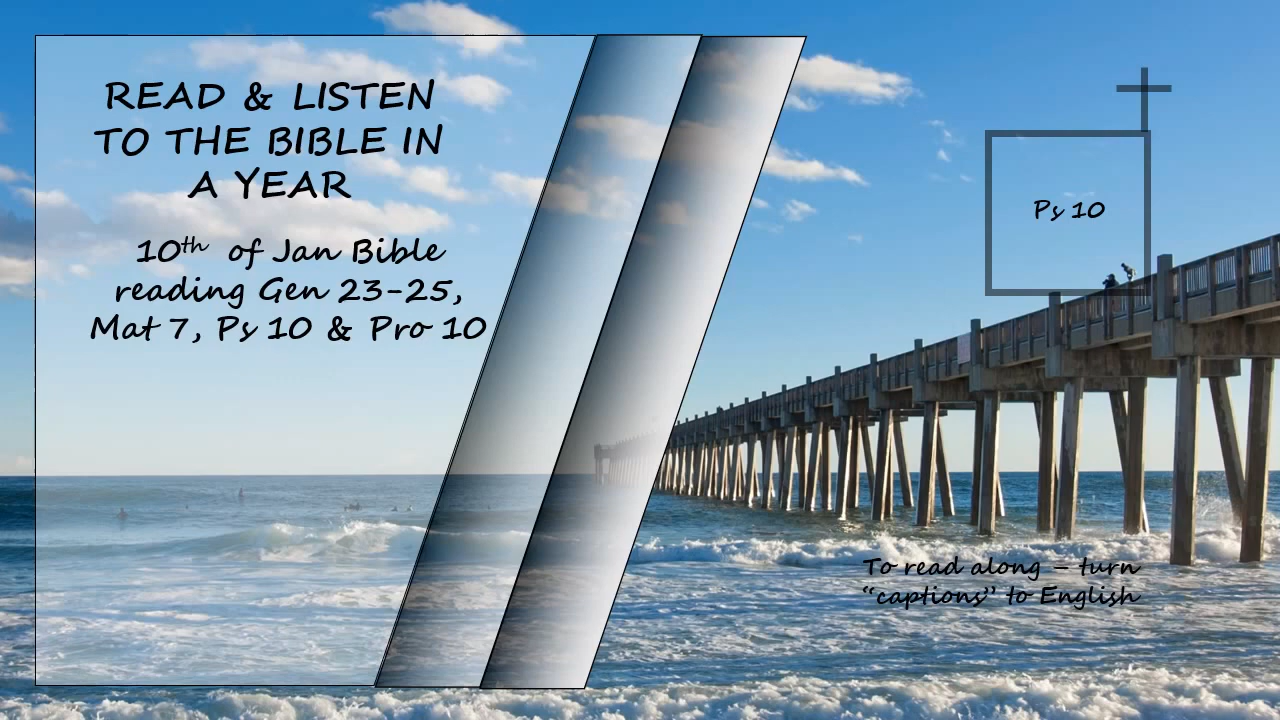 READ & LISTEN
TO THE BIBLE IN
A YEAR
10th of Jan Bible
reading Gen 23-25,
Mat 7, Ps 10 & Pro 10
Ps 10
To read along – turn
“captions” to English